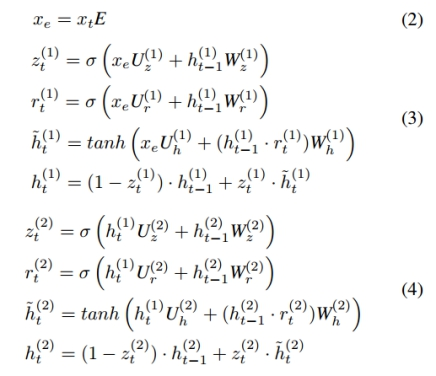 x_e = x_t E (2)
z_t^{(1)} = σ ( x_e U_z^{(1)} + h_{t-1}^{(1)} W_z^{(1)} )
r_t^{(1)} = σ ( x_e U_r^{(1)} + h_{t-1}^{(1)} W_r^{(1)} )
(3)
h̃_t^{(1)} = tanh ( x_e U_h^{(1)} + (h_{t-1}^{(1)} · r_t^{(1)}) W_h^{(1)} )
h_t^{(1)} = (1 − z_t^{(1)}) · h_{t-1}^{(1)} + z_t^{(1)} · h̃_t^{(1)}
z_t^{(2)} = σ ( h_t^{(1)} U_z^{(2)} + h_{t-1}^{(2)} W_z^{(2)} )
r_t^{(2)} = σ ( h_t^{(1)} U_r^{(2)} + h_{t-1}^{(2)} W_r^{(2)} )
(4)
h̃_t^{(2)} = tanh ( h_t^{(1)} U_h^{(2)} + (h_{t-1}^{(2)} · r_t^{(2)}) W_h^{(2)} )
h_t^{(2)} = (1 − z_t^{(2)}) · h_{t-1}^{(2)} + z_t^{(2)} · h̃_t^{(2)}